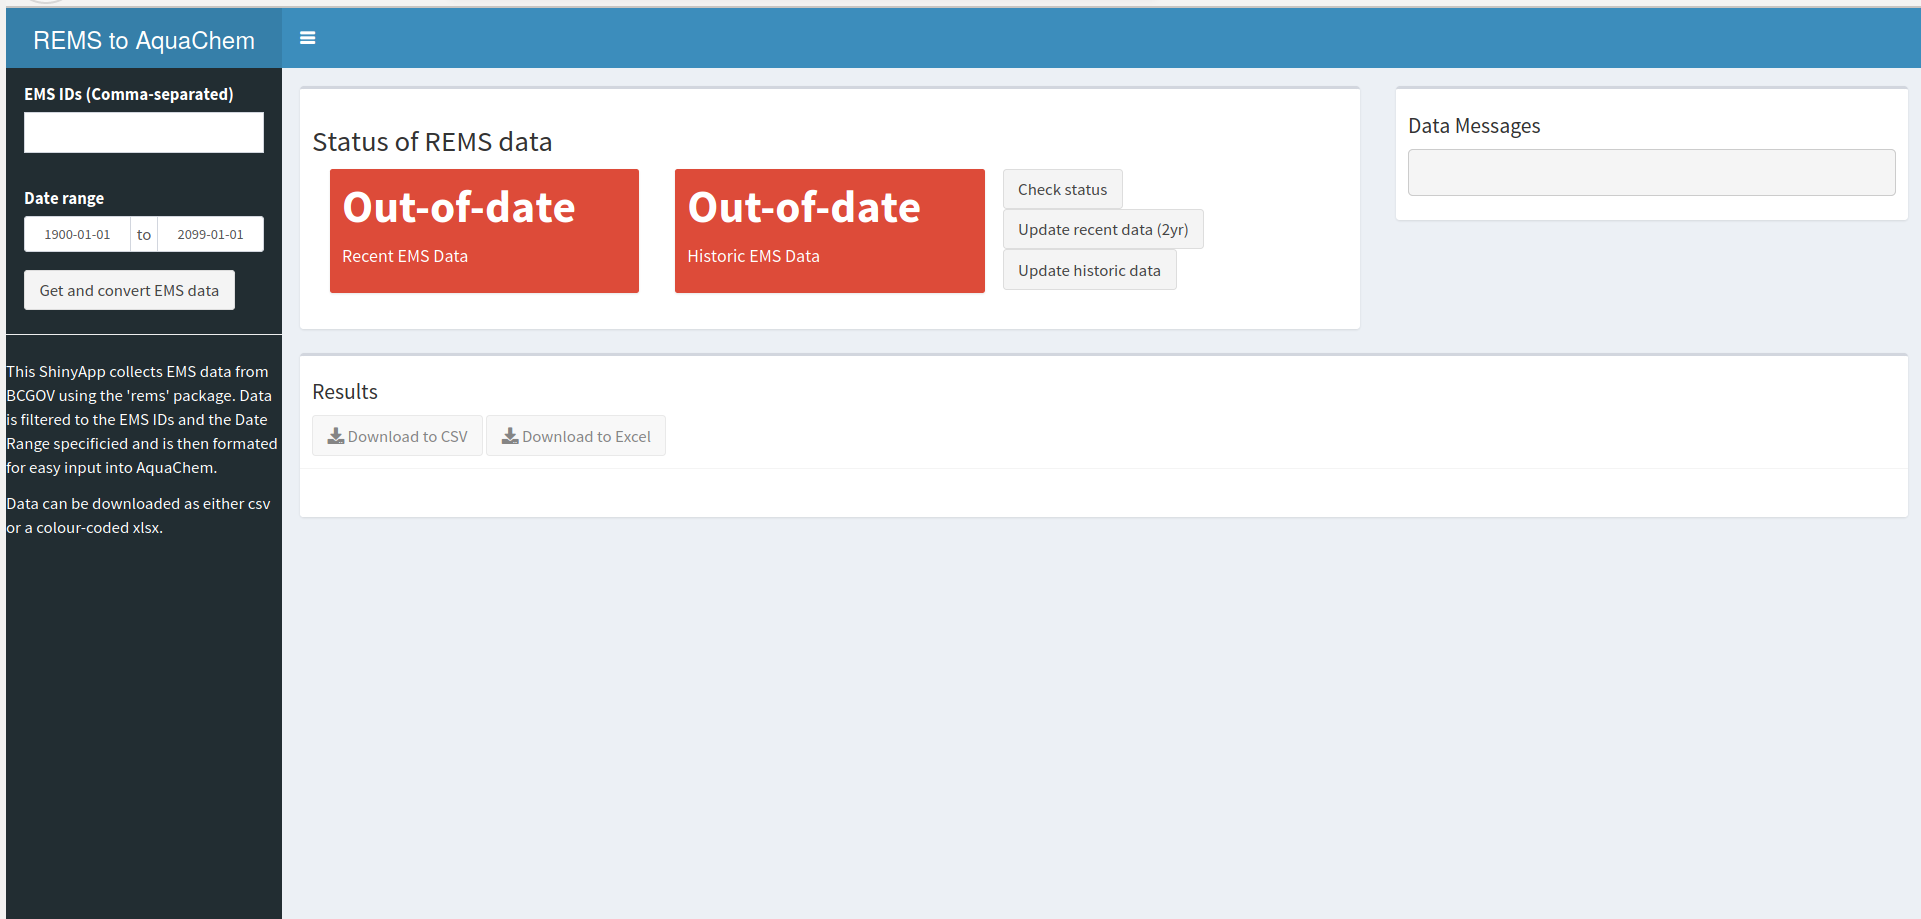 REMS to AquaChem
EMS IDs (Comma-separated)
Date range
1900-01-01 to 2099-01-01
Get and convert EMS data
This ShinyApp collects EMS data from
BCGOV using the 'rems' package. Data
is filtered to the EMS IDs and the Date
Range specificied and is then formated
for easy input into AquaChem.
Data can be downloaded as either csv
or a colour-coded xlsx.
Status of REMS data
Out-of-date
Recent EMS Data
Out-of-date
Historic EMS Data
Check status
Update recent data (2yr)
Update historic data
Data Messages
Results
Download to CSV
Download to Excel